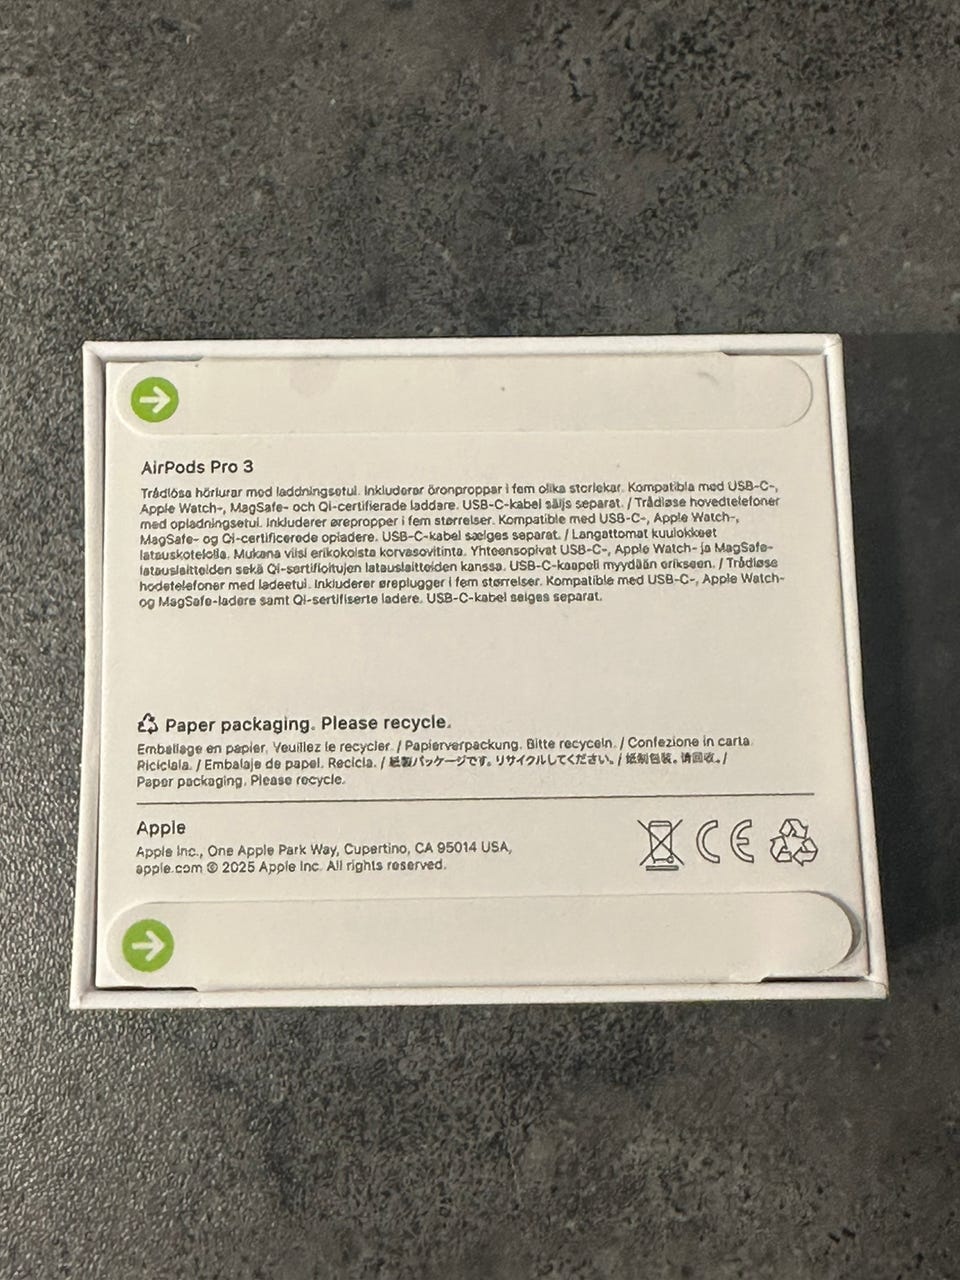 AirPods Pro 3
Trådlösa hörlurar med laddningsetui. Inkluderar öronproppar i fem olika storlekar. Kompatibla med USB-C-,
Apple Watch-, MagSafe- och Qi-certifierade laddare. USB-C-kabel säljs separat. / Trådløse hovedtelefoner
med opladningsetui. Inkluderer ørepropper i fem størrelser. Kompatible med USB-C-, Apple Watch-,
MagSafe- og Qi-certificerede opladere. USB-C-kabel sælges separat. / Langattomat kuulokkeet
latauskotelolla. Mukana viisi erikokoista korvasovitinta. Yhteensopivat USB-C-, Apple Watch- ja MagSafe-
latauslaitteiden sekä Qi-sertifioitujen latauslaitteiden kanssa. USB-C-kaapeli myydään erikseen. / Trådløse
hodetelefoner med ladeetui. Inkluderer øreplugger i fem størrelser. Kompatible med USB-C-, Apple Watch-
og MagSafe-ladere samt Qi-sertifiserte ladere. USB-C-kabel selges separat.
Paper packaging. Please recycle.
Emballage en papier. Veuillez le recycler. / Papierverpackung. Bitte recyceln. / Confezione in carta.
Riciclala. / Embalaje de papel. Recicla. / 紙製パッケージです。リサイクルしてください。/ 纸制包装。请回收。/
Paper packaging. Please recycle.
Apple
Apple Inc., One Apple Park Way, Cupertino, CA 95014 USA,
apple.com © 2025 Apple Inc. All rights reserved.
CE